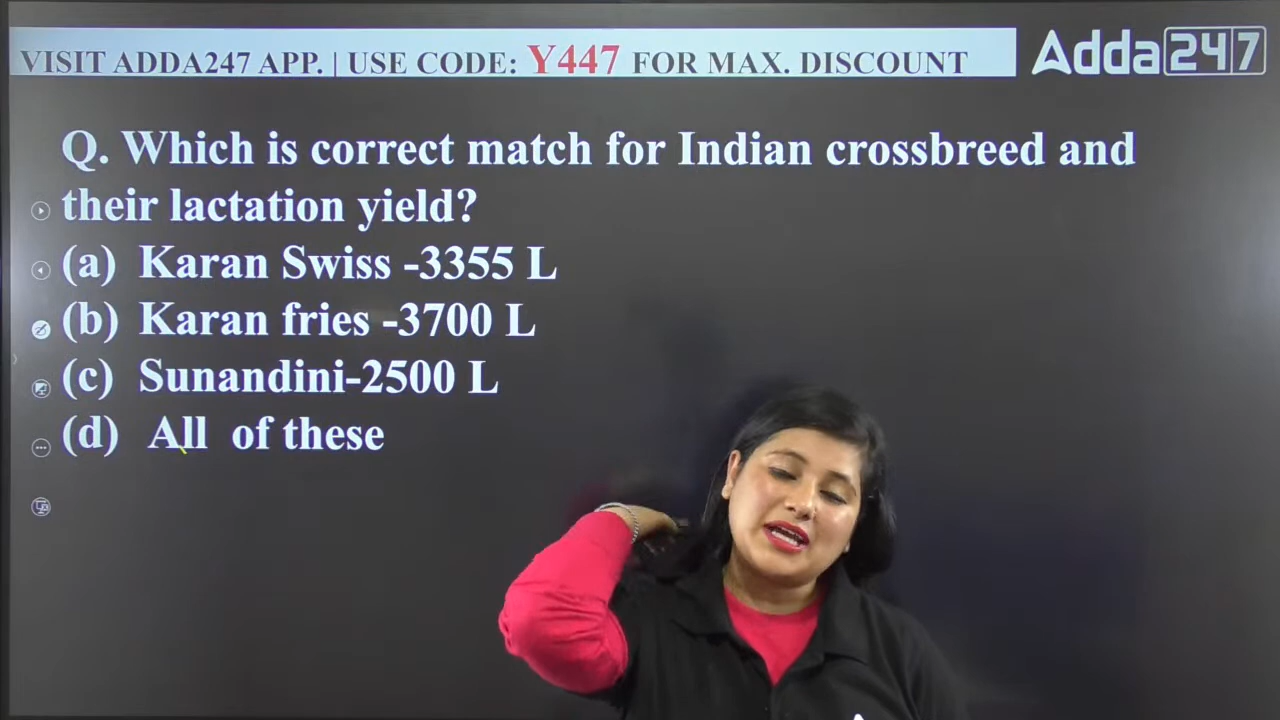 VISIT ADDA247 APP. | USE CODE: Y447 FOR MAX. DISCOUNT
Adda247
Q. Which is correct match for Indian crossbreed and
their lactation yield?
(a) Karan Swiss -3355 L
(b) Karan fries -3700 L
(c) Sunandini-2500 L
(d) All of these